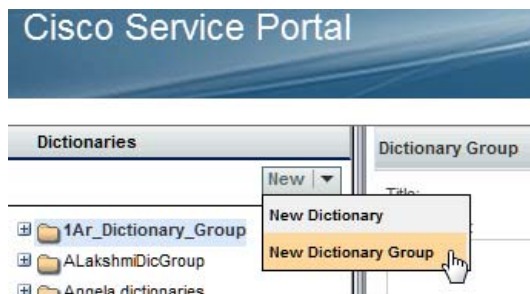 Cisco Service Portal
Dictionaries
Dictionary Group
New
Title:
New Dictionary
New Dictionary Group
1Ar_Dictionary_Group
ALakshmiDicGroup
Angela dictionaries